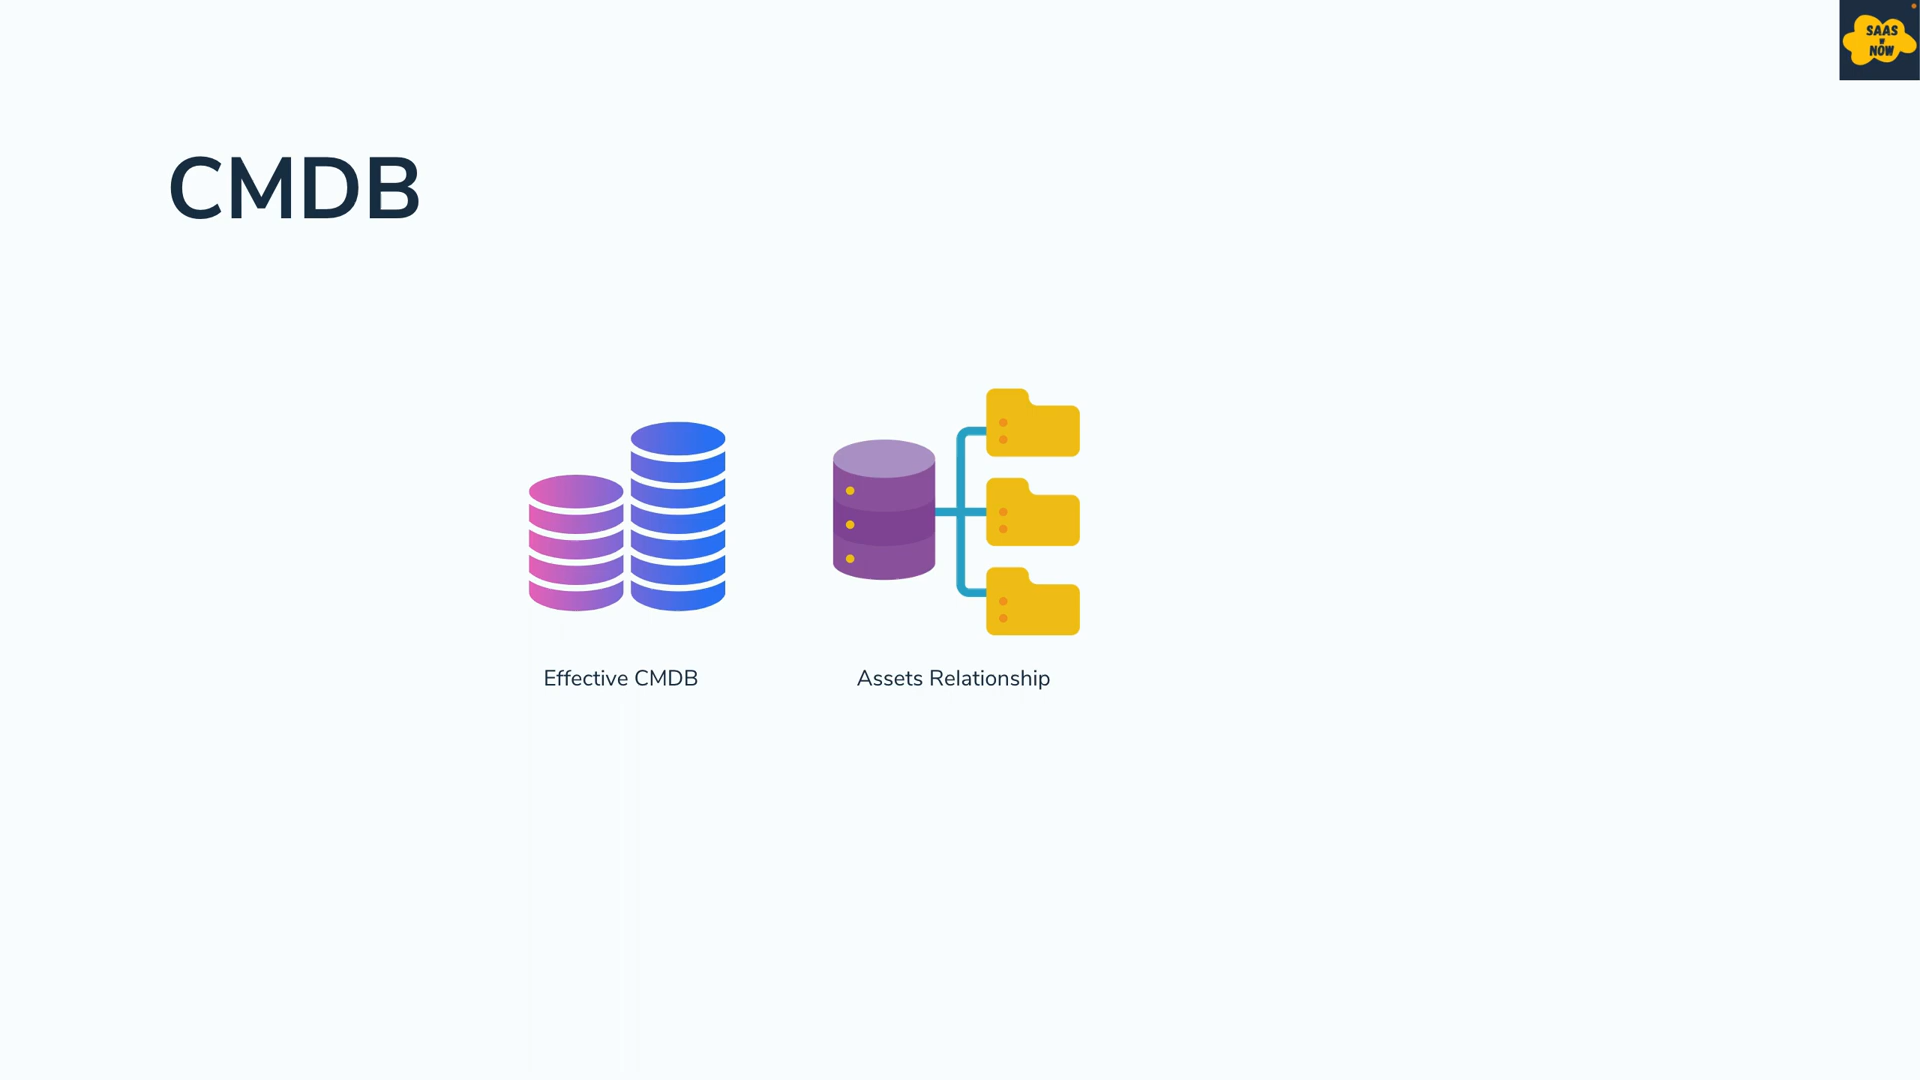 SAAS
NOW
CMDB
Effective CMDB
Assets Relationship